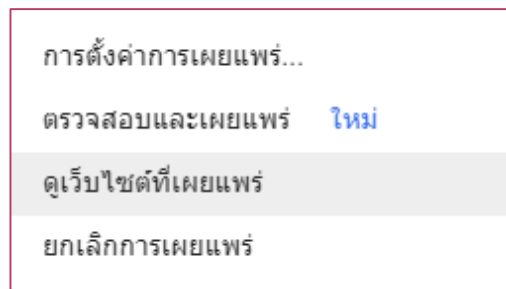 การตั้งค่าการเผยแพร่...
ตรวจสอบและเผยแพร่ ใหม่
ดูเว็บไซต์ที่เผยแพร่
ยกเลิกการเผยแพร่